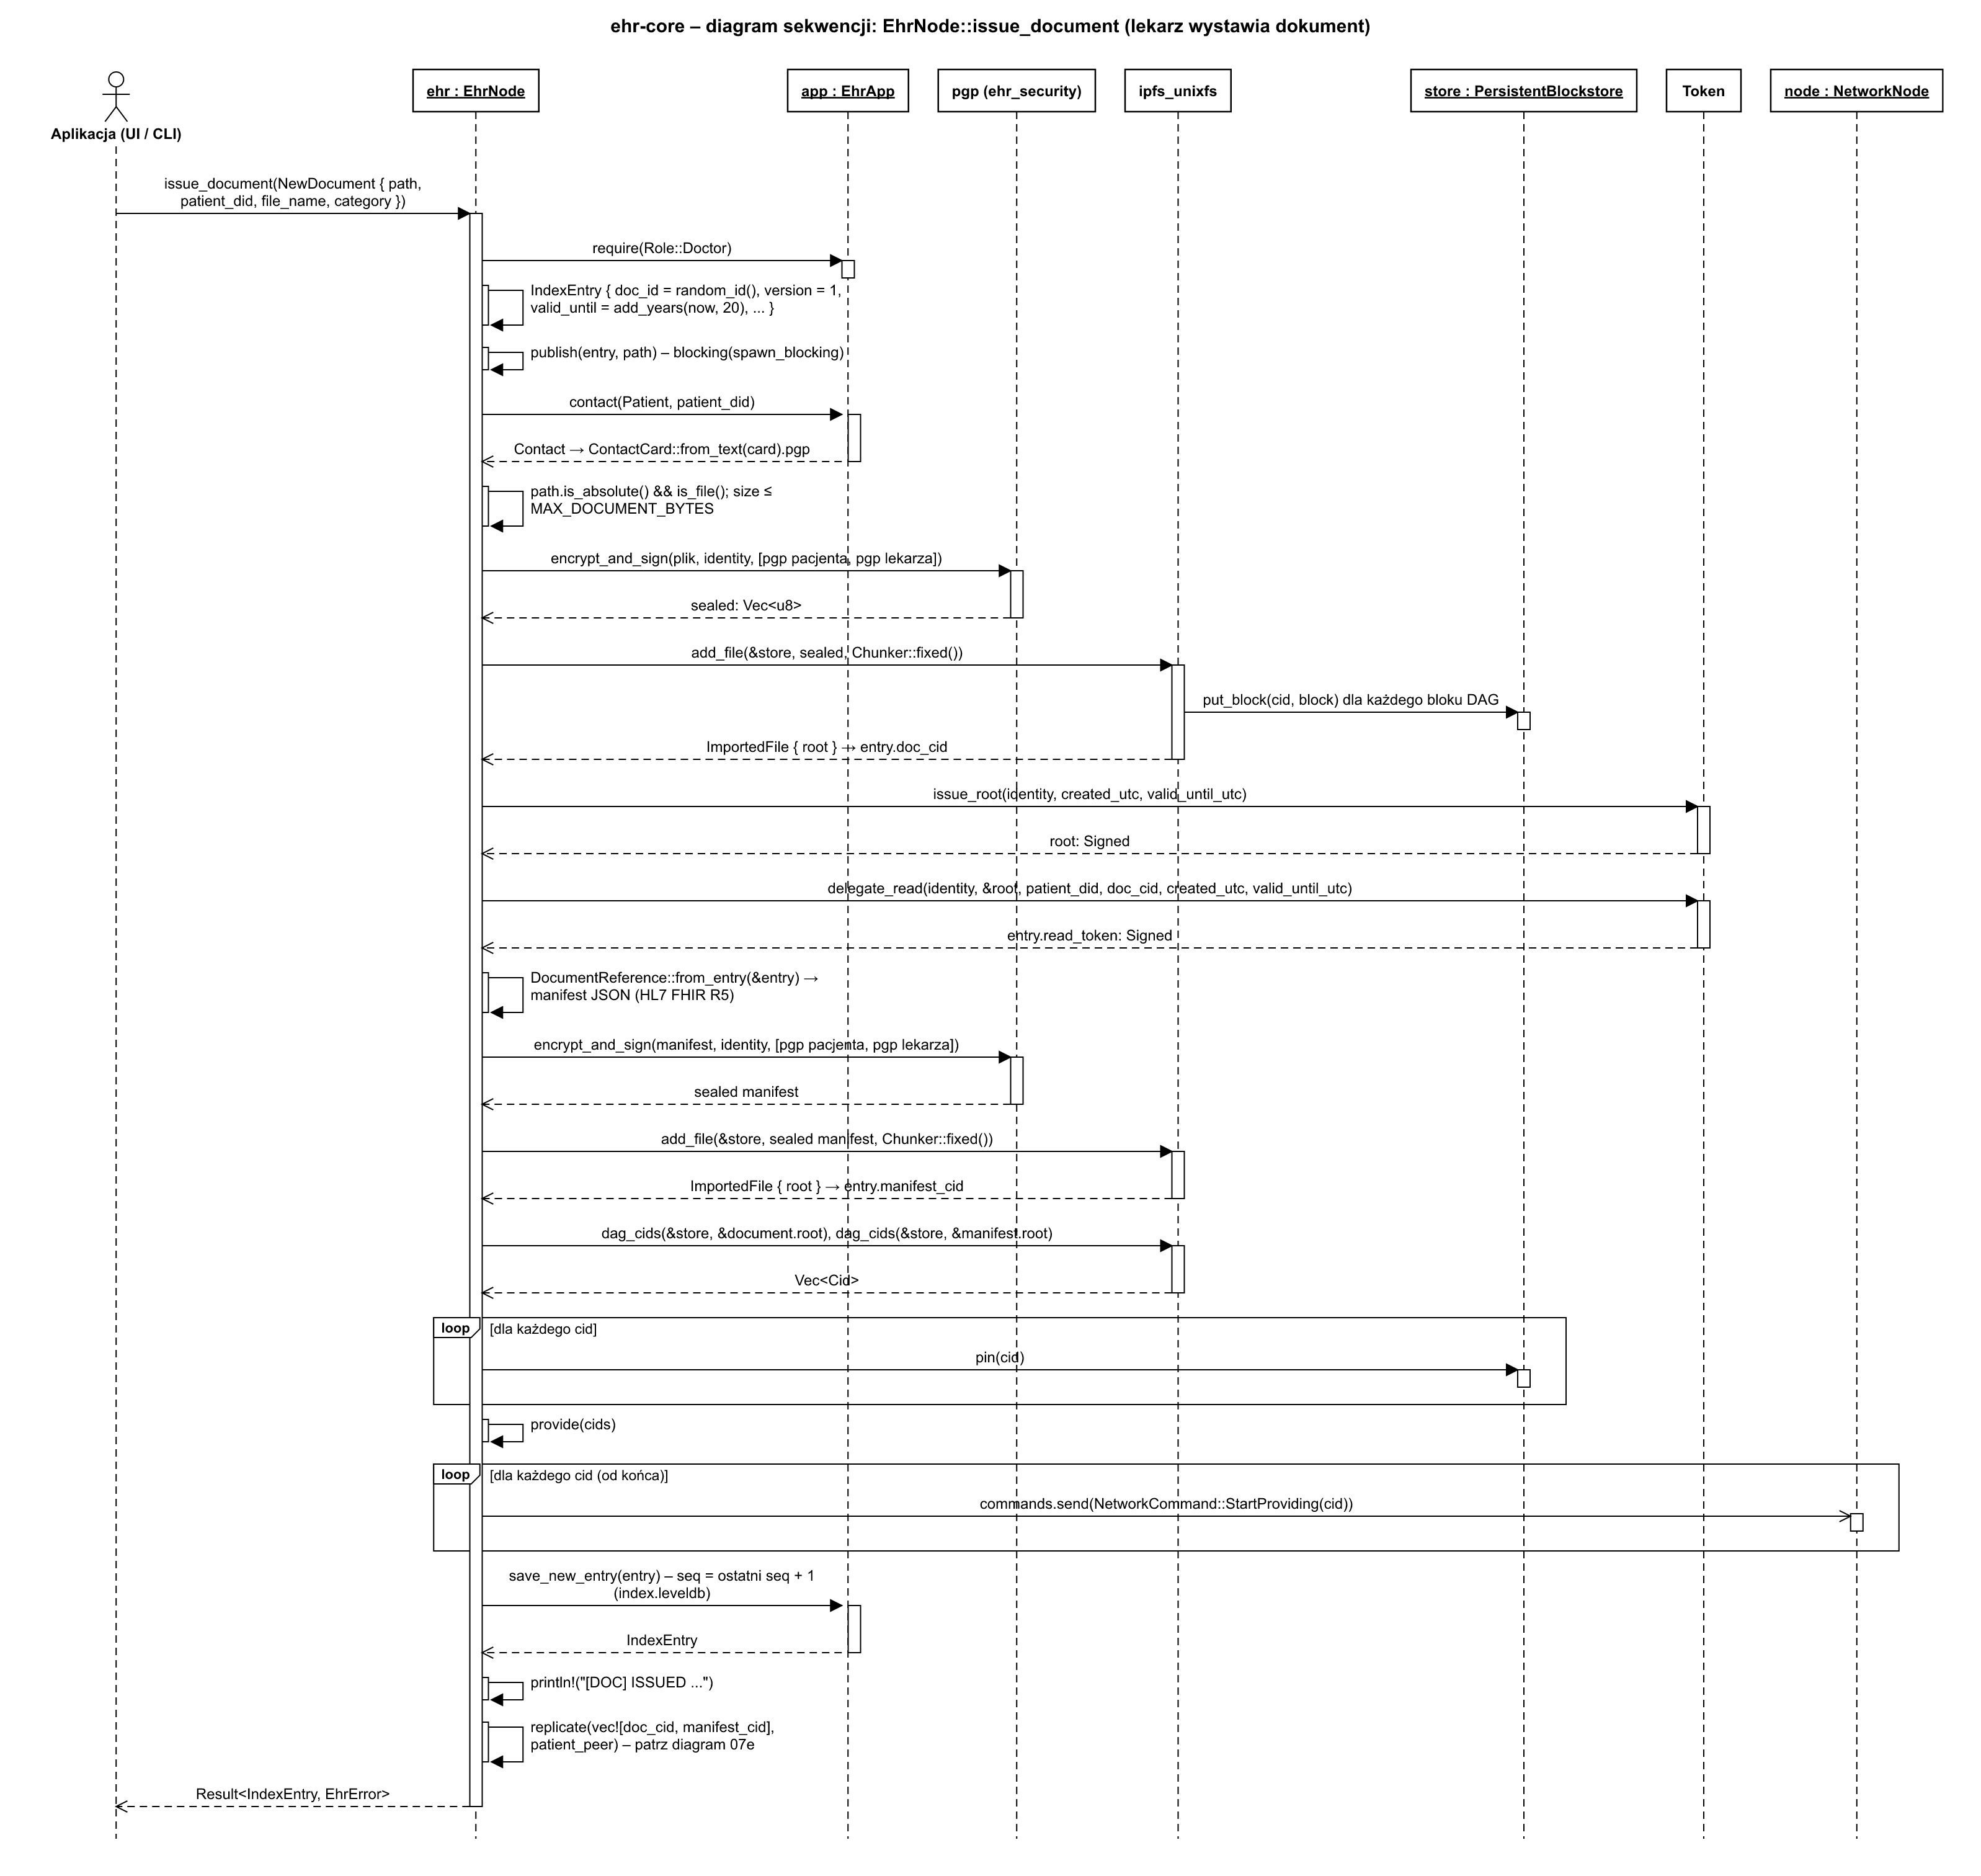 ehr-core – diagram sekwencji: EhrNode::issue_document (lekarz wystawia dokument)
Aplikacja (UI / CLI)
ehr : EhrNode
app : EhrApp
pgp (ehr_security)
ipfs_unixfs
store : PersistentBlockstore
Token
node : NetworkNode
issue_document(NewDocument { path,
patient_did, file_name, category })
require(Role::Doctor)
IndexEntry { doc_id = random_id(), version = 1,
valid_until = add_years(now, 20), ... }
publish(entry, path) – blocking(spawn_blocking)
contact(Patient, patient_did)
Contact → ContactCard::from_text(card).pgp
path.is_absolute() && is_file(); size ≤
MAX_DOCUMENT_BYTES
encrypt_and_sign(plik, identity, [pgp pacjenta, pgp lekarza])
sealed: Vec<u8>
add_file(&store, sealed, Chunker::fixed())
put_block(cid, block) dla każdego bloku DAG
ImportedFile { root } → entry.doc_cid
issue_root(identity, created_utc, valid_until_utc)
root: Signed
delegate_read(identity, &root, patient_did, doc_cid, created_utc, valid_until_utc)
entry.read_token: Signed
DocumentReference::from_entry(&entry) →
manifest JSON (HL7 FHIR R5)
encrypt_and_sign(manifest, identity, [pgp pacjenta, pgp lekarza])
sealed manifest
add_file(&store, sealed manifest, Chunker::fixed())
ImportedFile { root } → entry.manifest_cid
dag_cids(&store, &document.root), dag_cids(&store, &manifest.root)
Vec<Cid>
loop [dla każdego cid]
pin(cid)
provide(cids)
loop [dla każdego cid (od końca)]
commands.send(NetworkCommand::StartProviding(cid))
save_new_entry(entry) – seq = ostatni seq + 1
(index.leveldb)
IndexEntry
println!("[DOC] ISSUED ...")
replicate(vec![doc_cid, manifest_cid],
patient_peer) – patrz diagram 07e
Result<IndexEntry, EhrError>